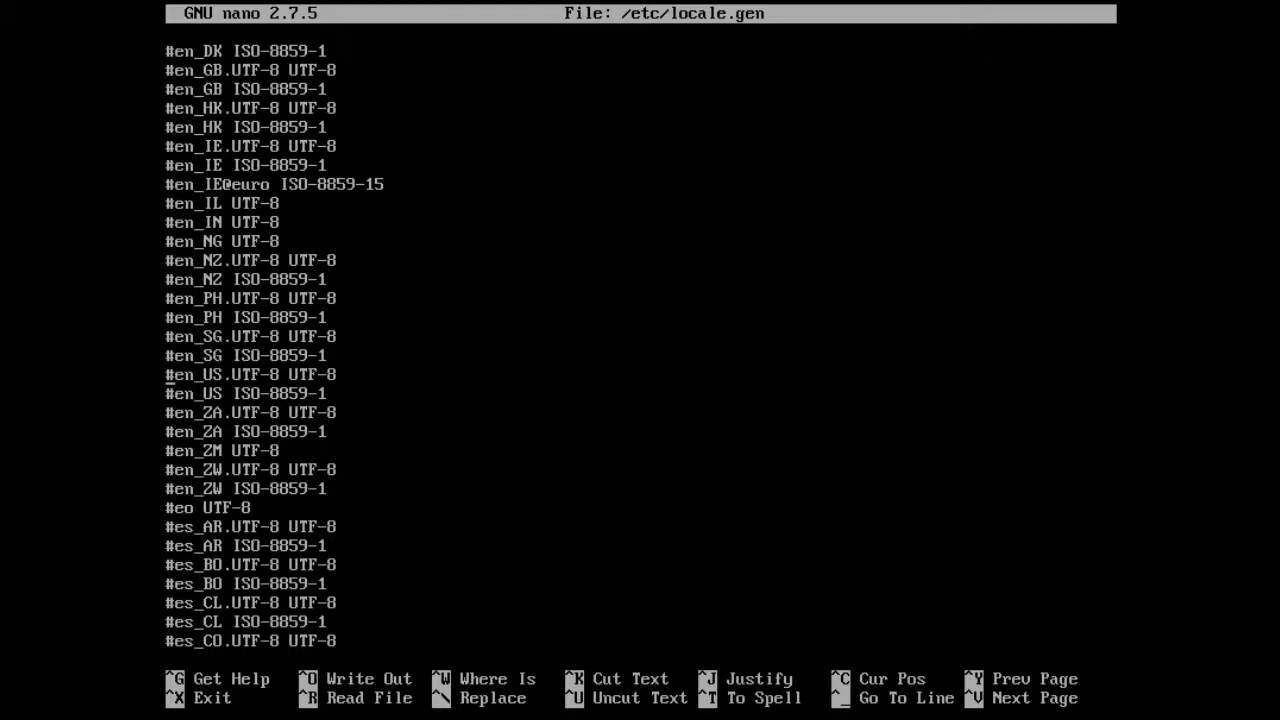 GNU nano 2.7.5 File: /etc/locale.gen
#en_DK ISO-8859-1
#en_GB.UTF-8 UTF-8
#en_GB ISO-8859-1
#en_HK.UTF-8 UTF-8
#en_HK ISO-8859-1
#en_IE.UTF-8 UTF-8
#en_IE ISO-8859-1
#en_IE@euro ISO-8859-15
#en_IL UTF-8
#en_IN UTF-8
#en_NG UTF-8
#en_NZ.UTF-8 UTF-8
#en_NZ ISO-8859-1
#en_PH.UTF-8 UTF-8
#en_PH ISO-8859-1
#en_SG.UTF-8 UTF-8
#en_SG ISO-8859-1
#en_US.UTF-8 UTF-8
#en_US ISO-8859-1
#en_ZA.UTF-8 UTF-8
#en_ZA ISO-8859-1
#en_ZM UTF-8
#en_ZW.UTF-8 UTF-8
#en_ZW ISO-8859-1
#eo UTF-8
#es_AR.UTF-8 UTF-8
#es_AR ISO-8859-1
#es_BO.UTF-8 UTF-8
#es_BO ISO-8859-1
#es_CL.UTF-8 UTF-8
#es_CL ISO-8859-1
#es_CO.UTF-8 UTF-8
^G Get Help ^O Write Out ^W Where Is ^K Cut Text ^J Justify ^C Cur Pos ^Y Prev Page
^X Exit ^R Read File ^\ Replace ^U Uncut Text ^T To Spell ^_ Go To Line ^V Next Page